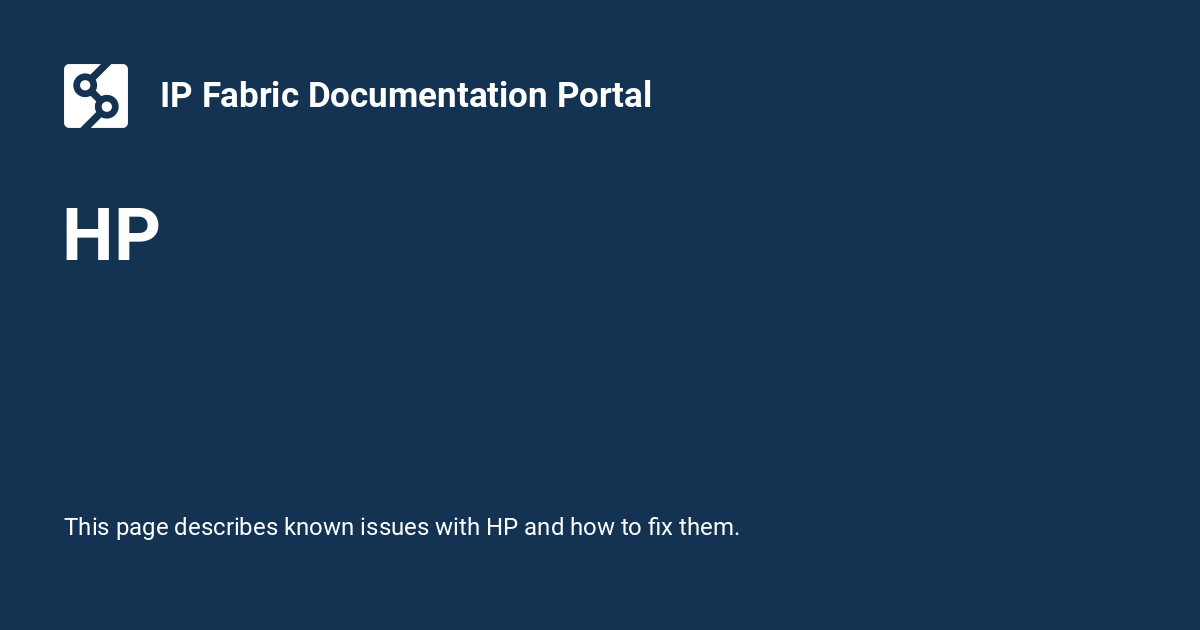 IP Fabric Documentation Portal
HP
This page describes known issues with HP and how to fix them.